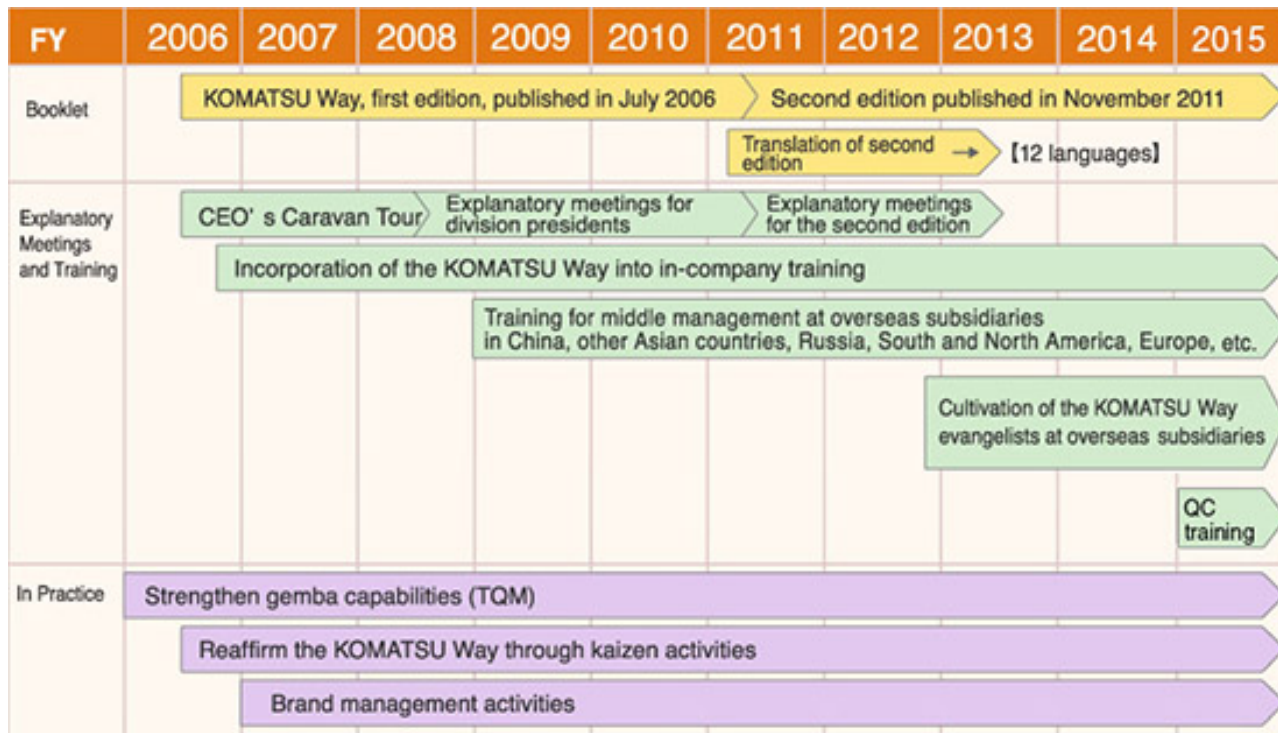 FY 2006 2007 2008 2009 2010 2011 2012 2013 2014 2015
Booklet
KOMATSU Way, first edition, published in July 2006
Second edition published in November 2011
Translation of second
edition
→
【12 languages】
Explanatory
Meetings
and Training
CEO's Caravan Tour
Explanatory meetings for
division presidents
Explanatory meetings
for the second edition
Incorporation of the KOMATSU Way into in-company training
Training for middle management at overseas subsidiaries
in China, other Asian countries, Russia, South and North America, Europe, etc.
Cultivation of the KOMATSU Way
evangelists at overseas subsidiaries
QC
training
In Practice
Strengthen gemba capabilities (TQM)
Reaffirm the KOMATSU Way through kaizen activities
Brand management activities